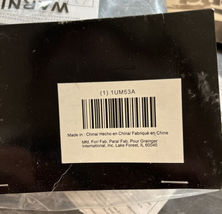 WARNIN
(1) 1UM53A
Made in : China/ Hecho en China/ Fabriqué en Chine
Mfd. For/ Fab. Para/ Fab. Pour Grainger
International, Inc. Lake Forest, IL 60045